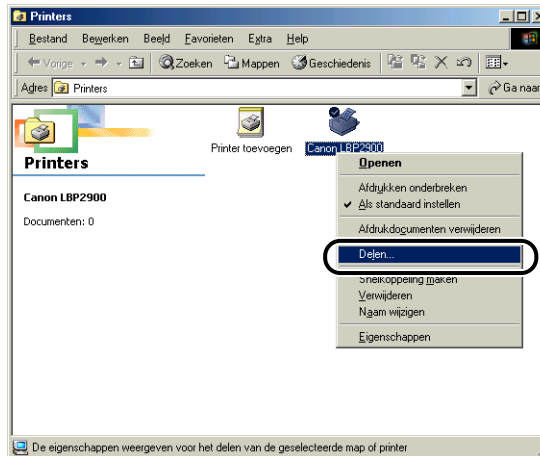 Printers
Bestand Bewerken Beeld Favorieten Extra Help
Vorige Zoeken Mappen Geschiedenis
Adres Printers Ga naar
Printer toevoegen Canon LBP2900
Printers
Canon LBP2900
Documenten: 0
Openen
Afdrukken onderbreken
Als standaard instellen
Afdrukdocumenten verwijderen
Delen...
Snelkoppeling maken
Verwijderen
Naam wijzigen
Eigenschappen
De eigenschappen weergeven voor het delen van de geselecteerde map of printer